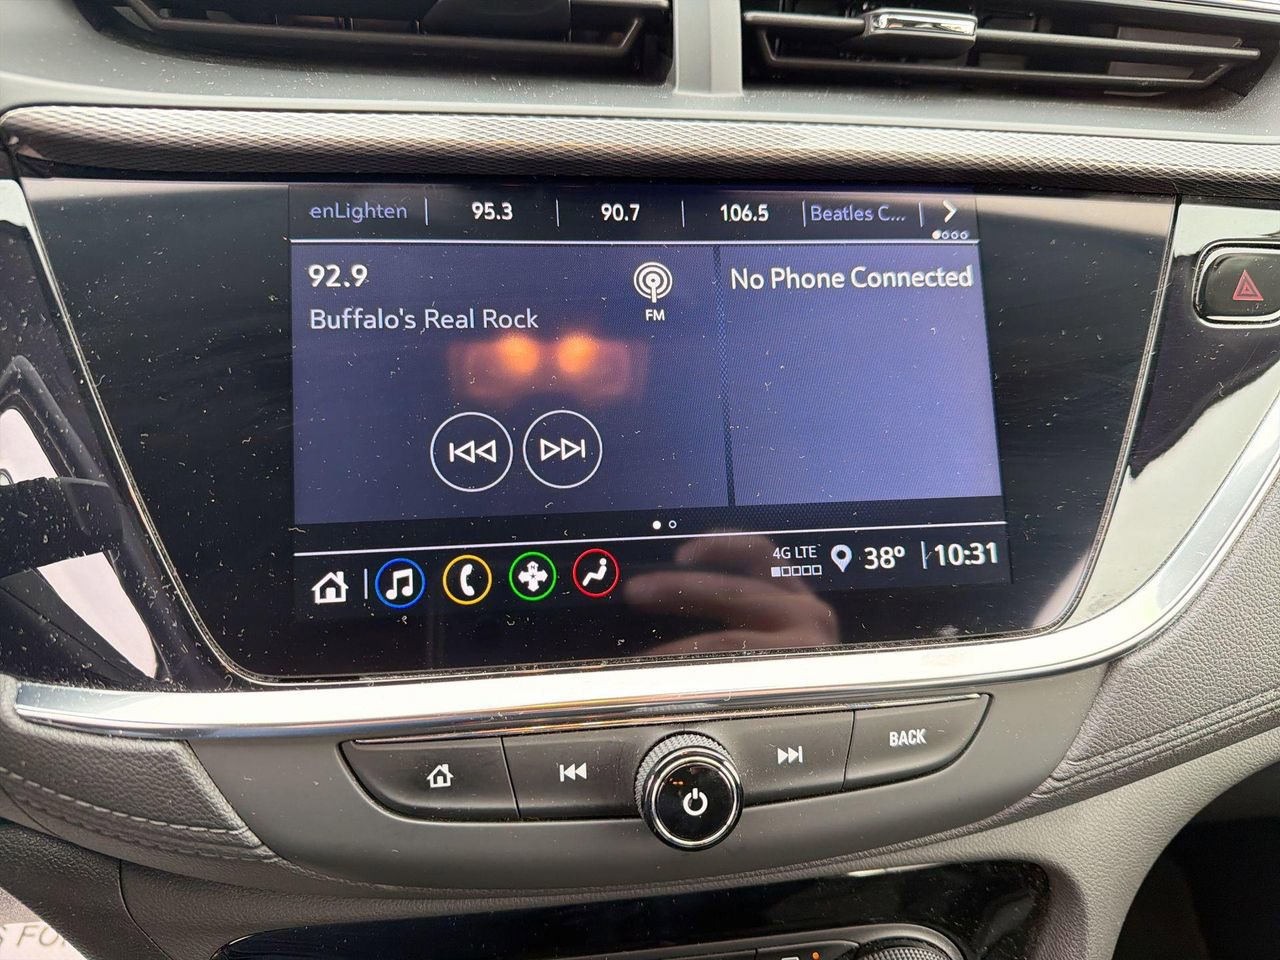 enLighten 95.3 90.7 106.5 Beatles C...
92.9
FM
Buffalo's Real Rock
No Phone Connected
4G LTE 38° 10:31
BACK
FOR